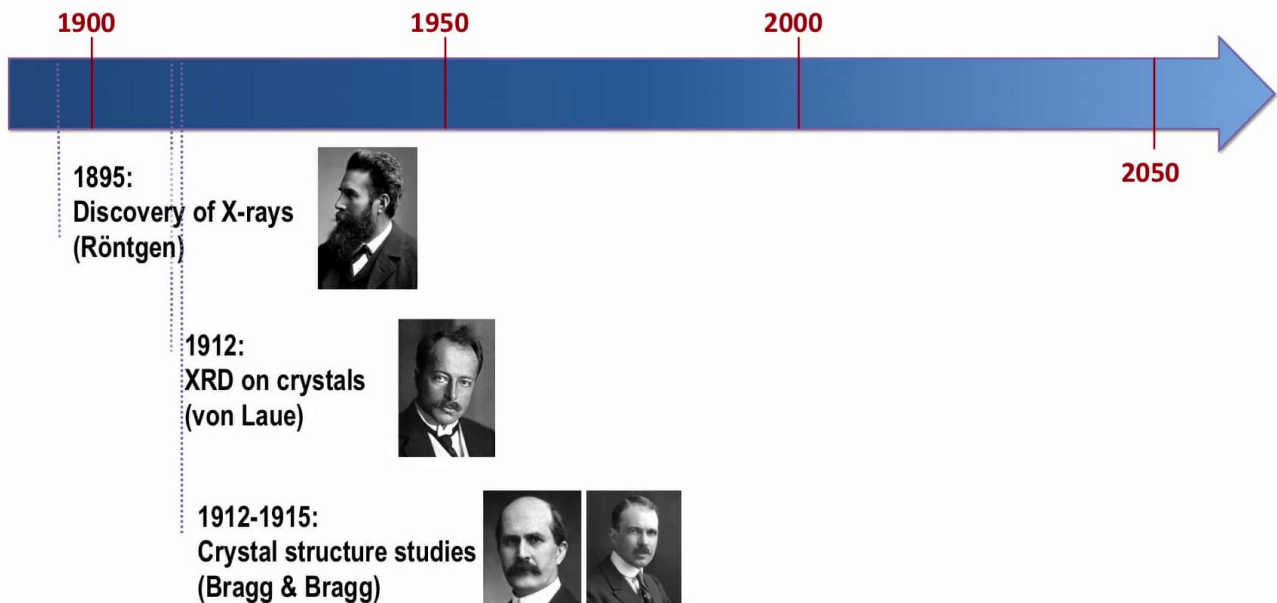 1900
1950
2000
2050
1895:
Discovery of X-rays
(Röntgen)
1912:
XRD on crystals
(von Laue)
1912-1915:
Crystal structure studies
(Bragg & Bragg)